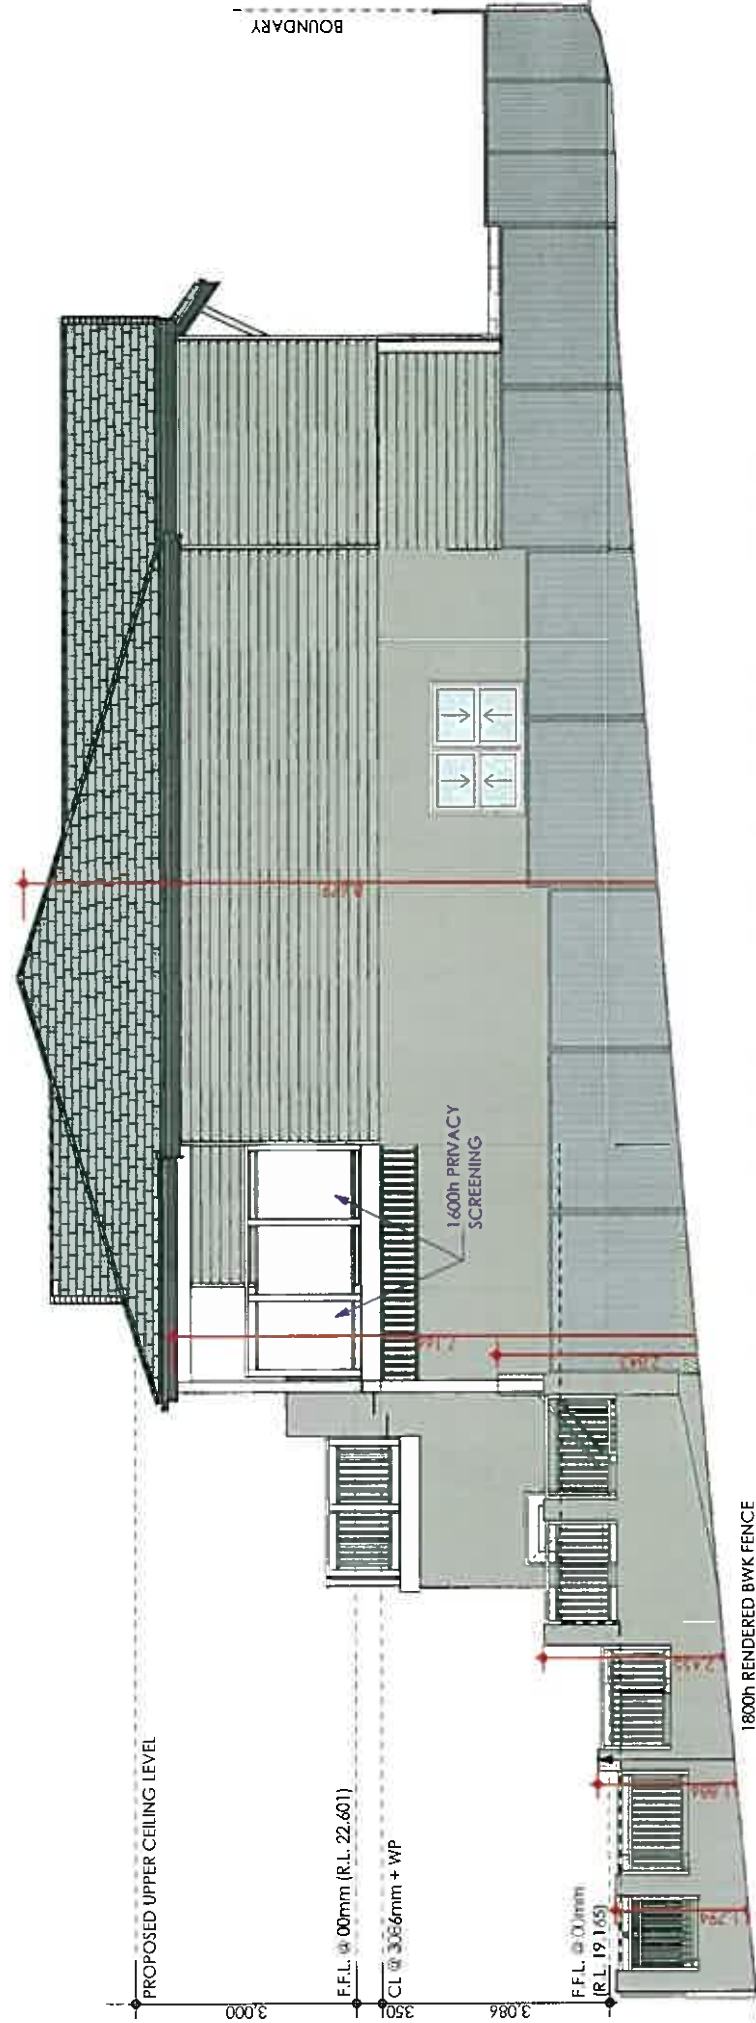 BOUNDARY
PROPOSED UPPER CEILING LEVEL
3,000
F.F.L. @ 00mm (R.L. 22.601)
350
CL @ 3086mm + WP
3,086
F.F.L. @ 00mm
(R.L. 19.165)
1600h PRIVACY
SCREENING
1800h RENDERED BWK FENCE